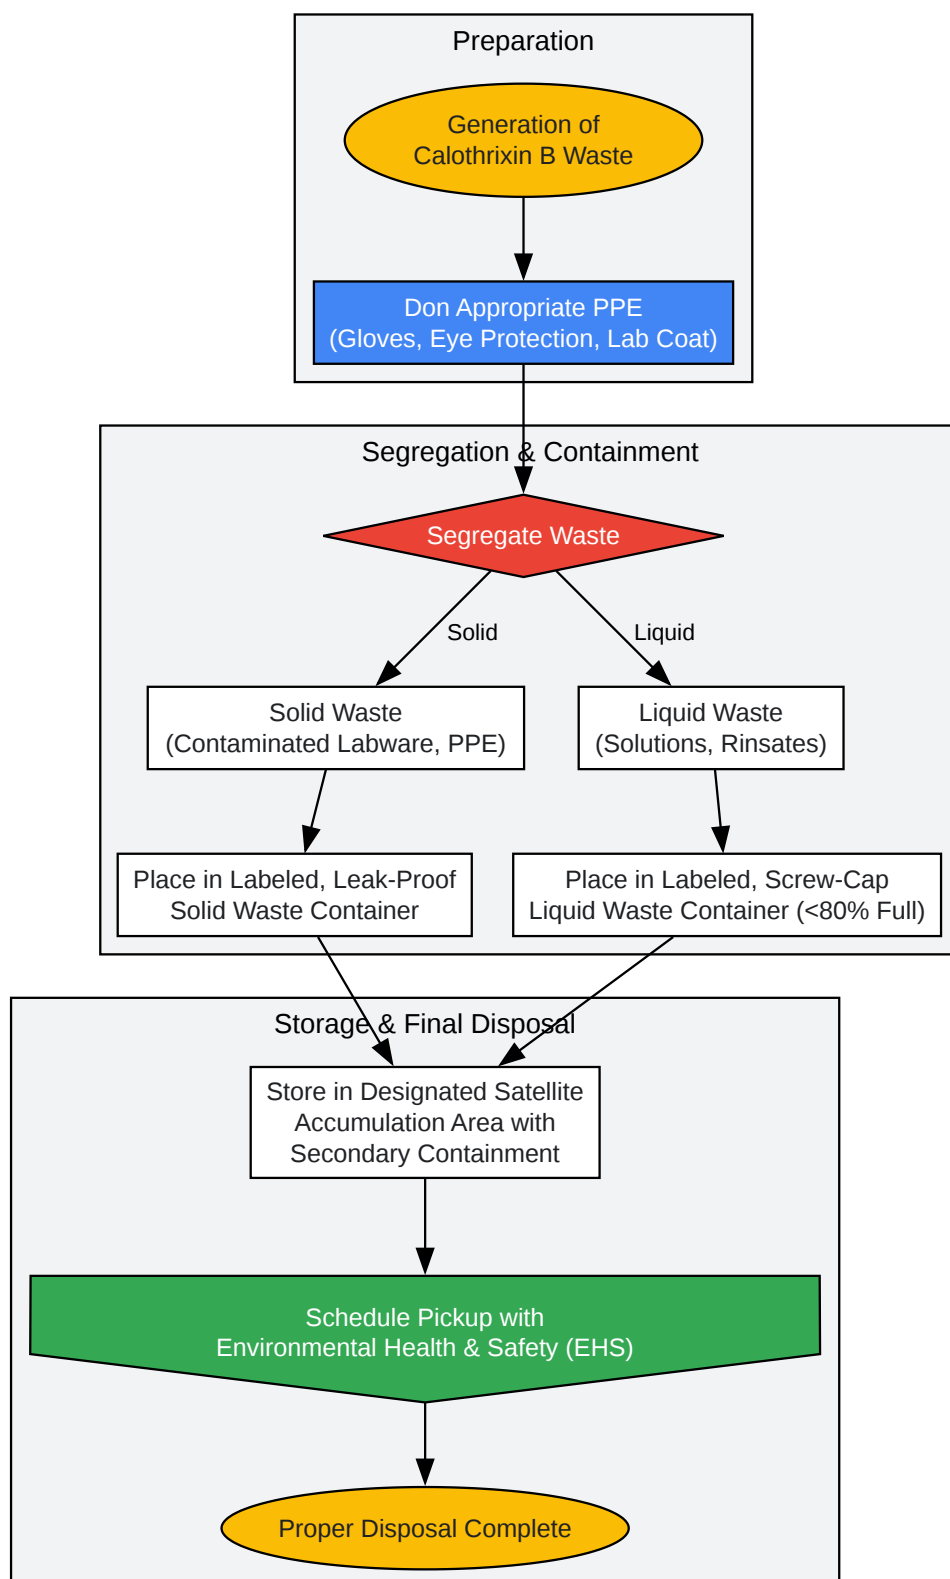 Preparation
Generation of
Calothrixin B Waste
Don Appropriate PPE
(Gloves, Eye Protection, Lab Coat)
Segregation & Containment
Segregate Waste
Solid
Liquid
Solid Waste
(Contaminated Labware, PPE)
Liquid Waste
(Solutions, Rinsates)
Place in Labeled, Leak-Proof
Solid Waste Container
Place in Labeled, Screw-Cap
Liquid Waste Container (<80% Full)
Storage & Final Disposal
Store in Designated Satellite
Accumulation Area with
Secondary Containment
Schedule Pickup with
Environmental Health & Safety (EHS)
Proper Disposal Complete